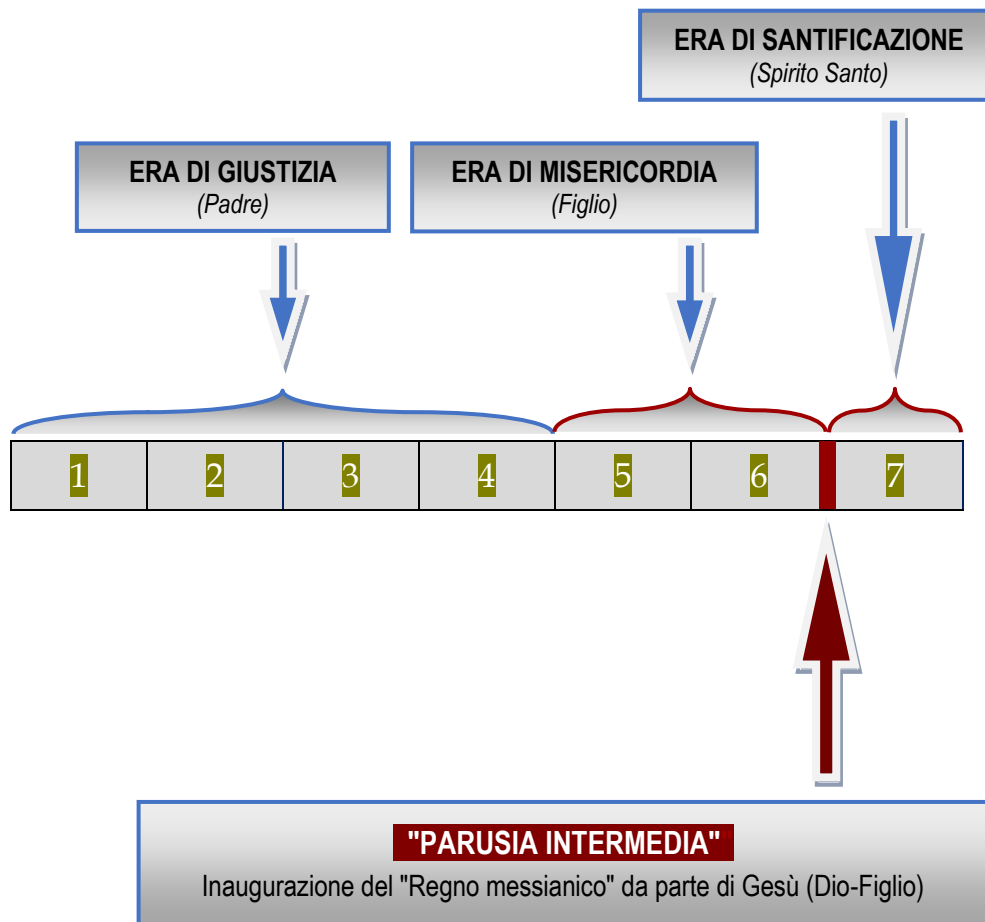 ERA DI SANTIFICAZIONE
(Spirito Santo)
ERA DI GIUSTIZIA
(Padre)
ERA DI MISERICORDIA
(Figlio)
1 2 3 4 5 6 7
"PARUSIA INTERMEDIA"
Inaugurazione del "Regno messianico" da parte di Gesù (Dio-Figlio)